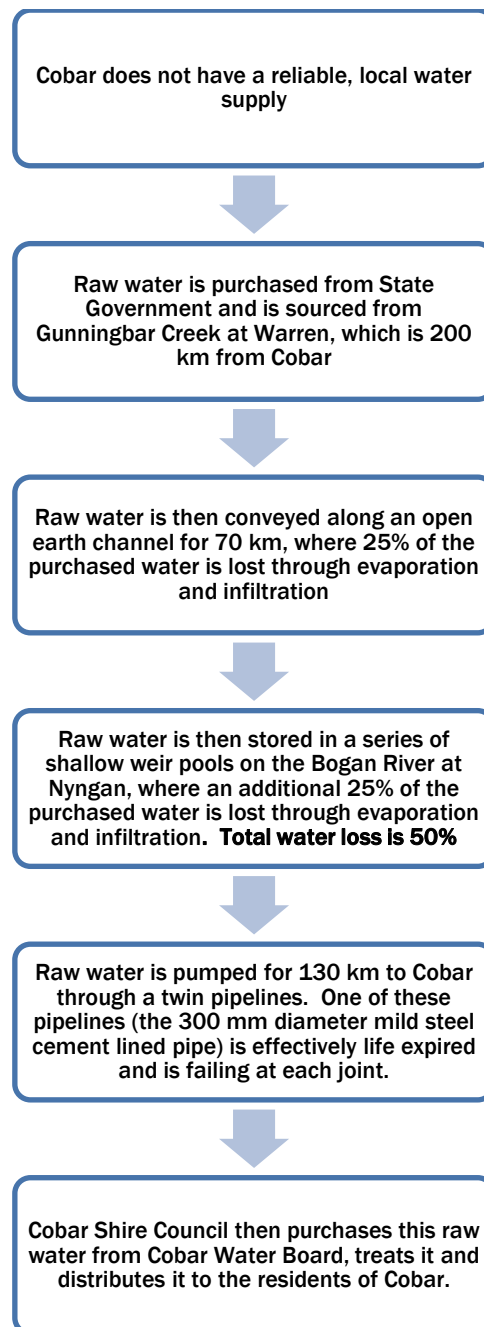 Cobar does not have a reliable, local water
supply
Raw water is purchased from State
Government and is sourced from
Gunningbar Creek at Warren, which is 200
km from Cobar
Raw water is then conveyed along an open
earth channel for 70 km, where 25% of the
purchased water is lost through evaporation
and infiltration
Raw water is then stored in a series of
shallow weir pools on the Bogan River at
Nyngan, where an additional 25% of the
purchased water is lost through evaporation
and infiltration.  Total water loss is 50%
Raw water is pumped for 130 km to Cobar
through a twin pipelines.  One of these
pipelines (the 300 mm diameter mild steel
cement lined pipe) is effectively life expired
and is failing at each joint.
Cobar Shire Council then purchases this raw
water from Cobar Water Board, treats it and
distributes it to the residents of Cobar.